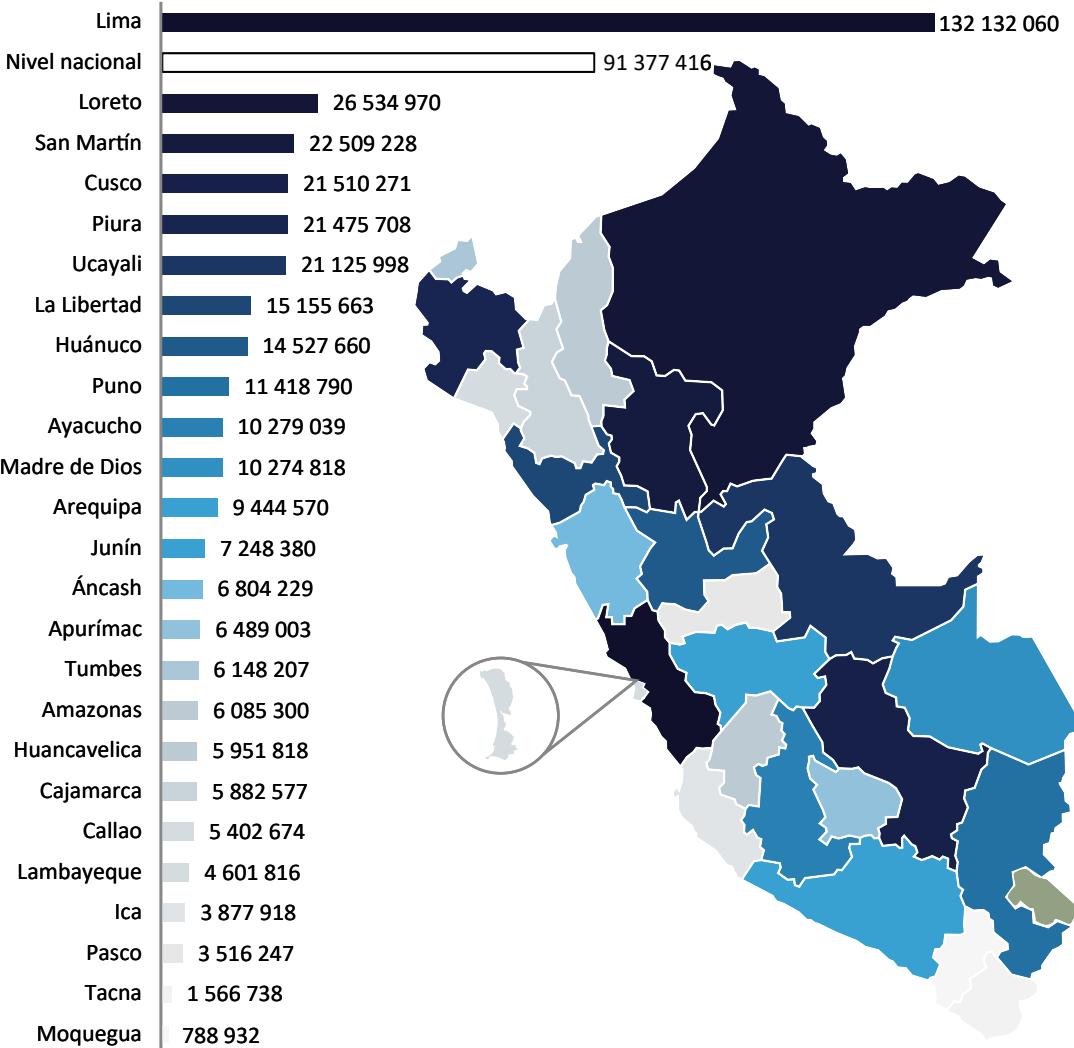 Lima 132 132 060
Nivel nacional 91 377 416
Loreto 26 534 970
San Martín 22 509 228
Cusco 21 510 271
Piura 21 475 708
Ucayali 21 125 998
La Libertad 15 155 663
Huánuco 14 527 660
Puno 11 418 790
Ayacucho 10 279 039
Madre de Dios 10 274 818
Arequipa 9 444 570
Junín 7 248 380
Áncash 6 804 229
Apurímac 6 489 003
Tumbes 6 148 207
Amazonas 6 085 300
Huancavelica 5 951 818
Cajamarca 5 882 577
Callao 5 402 674
Lambayeque 4 601 816
Ica 3 877 918
Pasco 3 516 247
Tacna 1 566 738
Moquegua 788 932